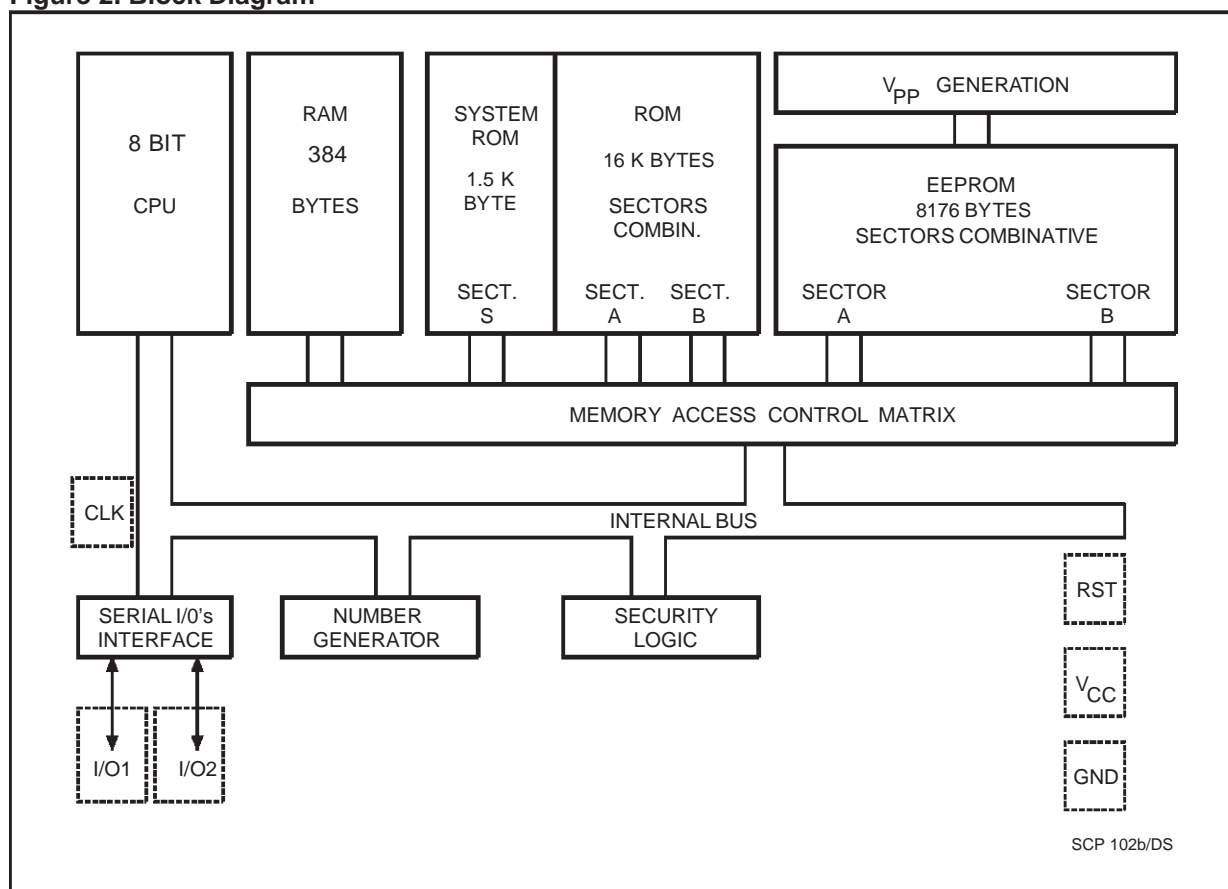 Figure 2. Block Diagram
8 BIT
CPU
RAM
384
BYTES
SYSTEM
ROM
1.5 K
BYTE
SECT.
S
ROM
16 K BYTES
SECTORS
COMBIN.
SECT.
A
SECT.
B
VPP GENERATION
EEPROM
8176 BYTES
SECTORS COMBINATIVE
SECTOR
A
SECTOR
B
MEMORY ACCESS CONTROL MATRIX
CLK
INTERNAL BUS
RST
SERIAL I/0's
INTERFACE
NUMBER
GENERATOR
SECURITY
LOGIC
VCC
I/O1
I/O2
GND
SCP 102b/DS